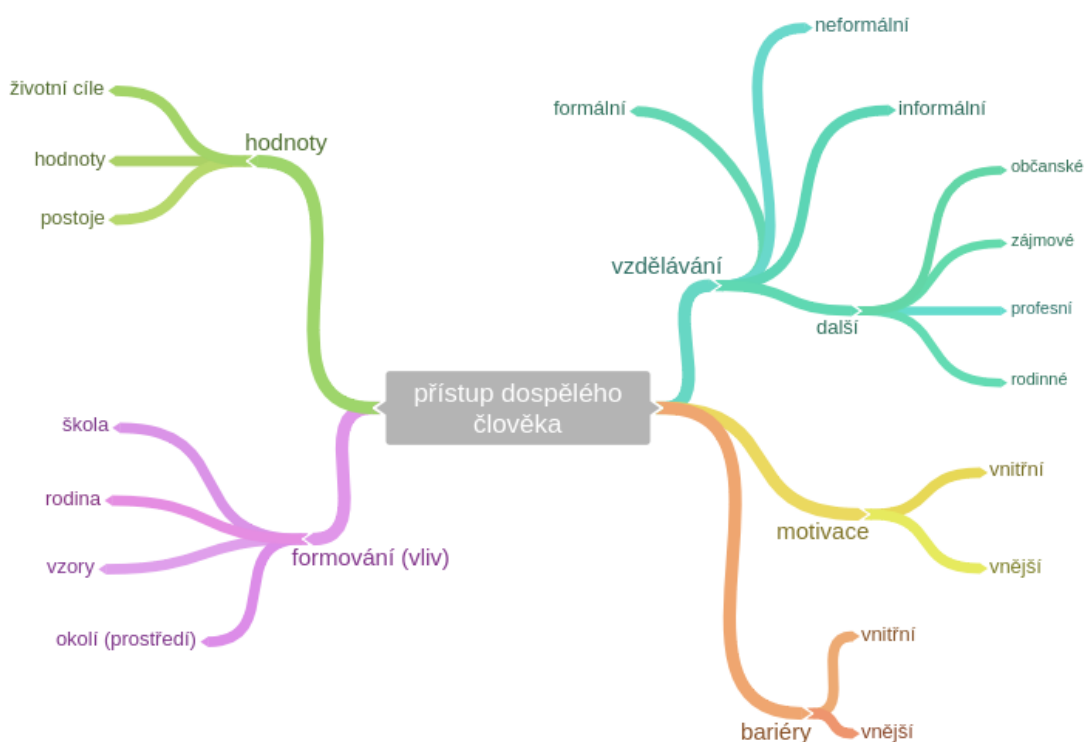 přístup dospělého
člověka
hodnoty
životní cíle
hodnoty
postoje
formování (vliv)
škola
rodina
vzory
okolí (prostředí)
vzdělávání
formální
neformální
informální
další
občanské
zájmové
profesní
rodinné
motivace
vnitřní
vnější
bariéry
vnitřní
vnější